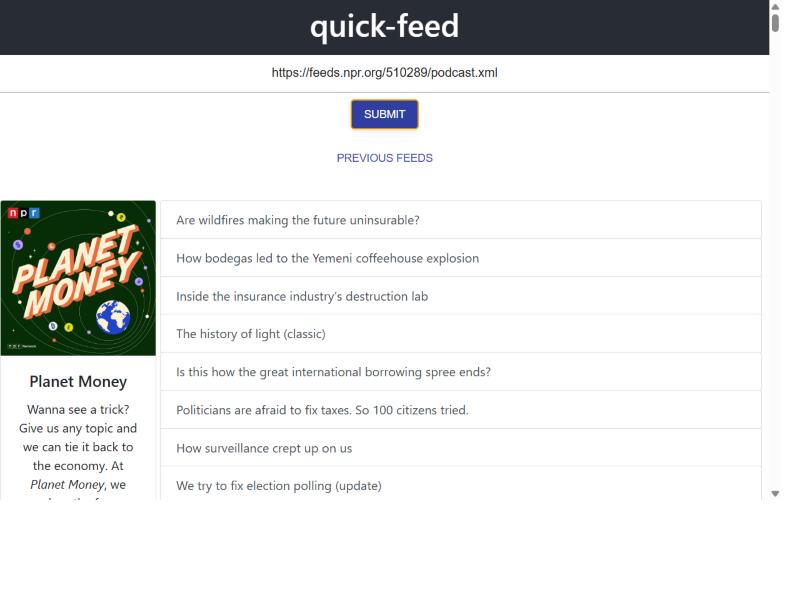 quick-feed
https://feeds.npr.org/510289/podcast.xml
SUBMIT
PREVIOUS FEEDS
npr
PLANET
MONEY
Planet Money
Wanna see a trick?
Give us any topic and
we can tie it back to
the economy. At
Planet Money, we
Are wildfires making the future uninsurable?
How bodegas led to the Yemeni coffeehouse explosion
Inside the insurance industry's destruction lab
The history of light (classic)
Is this how the great international borrowing spree ends?
Politicians are afraid to fix taxes. So 100 citizens tried.
How surveillance crept up on us
We try to fix election polling (update)